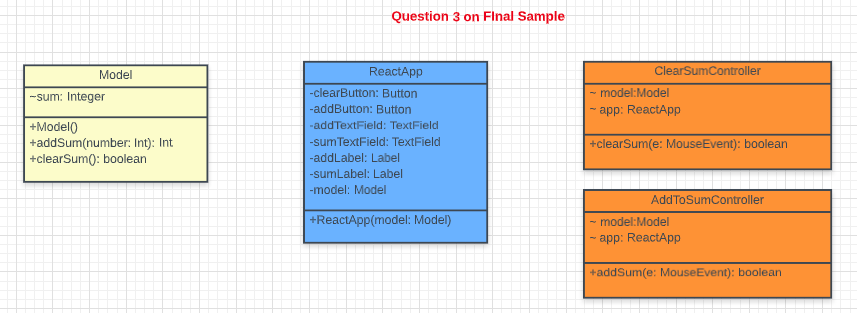 Question 3 on FInal Sample
Model
~sum: Integer
+Model()
+addSum(number: Int): Int
+clearSum(): boolean
ReactApp
-clearButton: Button
-addButton: Button
-addTextField: TextField
-sumTextField: TextField
-addLabel: Label
-sumLabel: Label
-model: Model
+ReactApp(model: Model)
ClearSumController
~ model:Model
~ app: ReactApp
+clearSum(e: MouseEvent): boolean
AddToSumController
~ model:Model
~ app: ReactApp
+addSum(e: MouseEvent): boolean